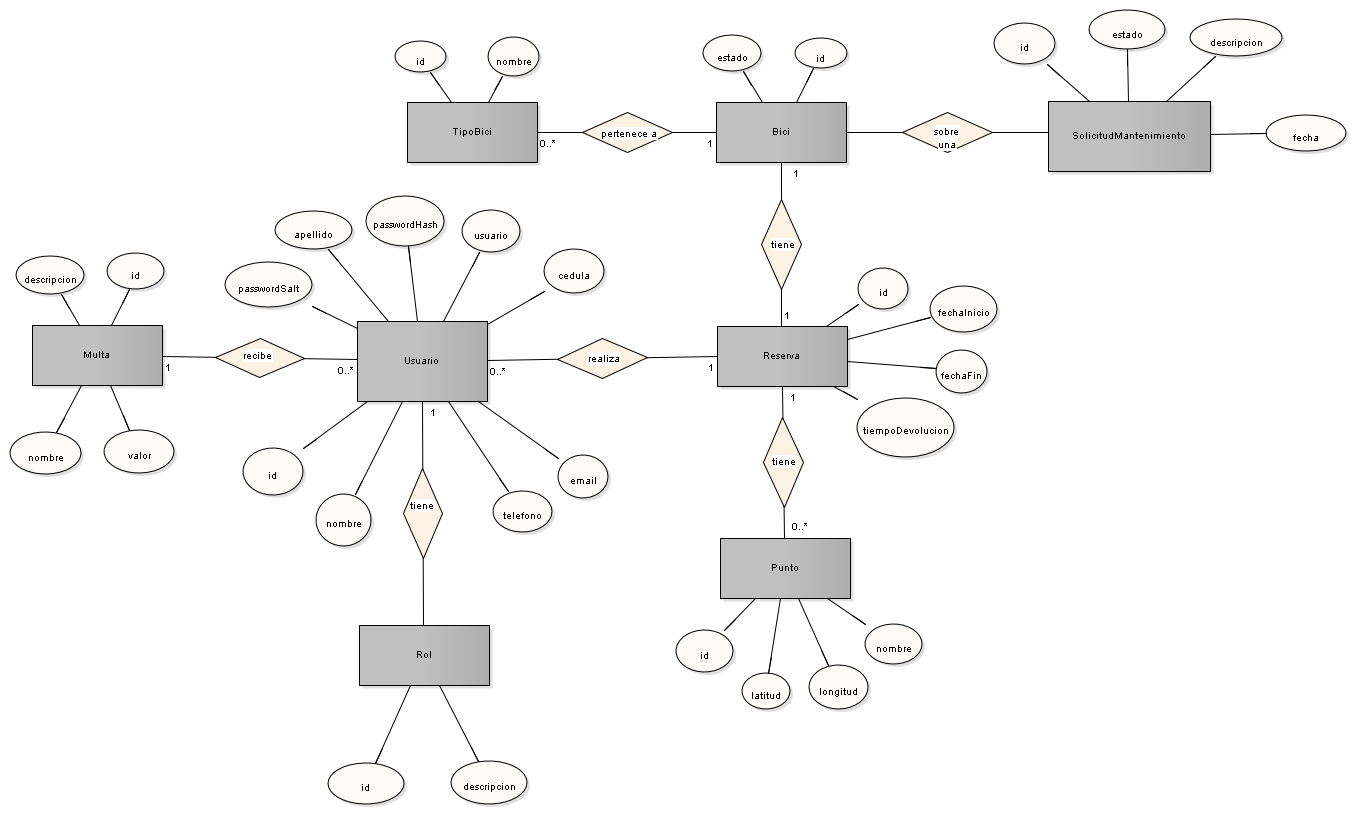 id
nombre
estado
id
id
estado
descripcion
TipoBici
pertenece a
Bici
sobre
una
SolicitudMantenimiento
fecha
0..*
1
1
tiene
1
apellido
passwordHash
usuario
cedula
passwordSalt
descripcion
id
id
fechaInicio
fechaFin
tiempoDevolucion
Multa
recibe
Usuario
realiza
Reserva
1
0..*
0..*
1
1
1
nombre
valor
id
nombre
tiene
telefono
email
tiene
0..*
Punto
id
latitud
longitud
nombre
Rol
id
descripcion